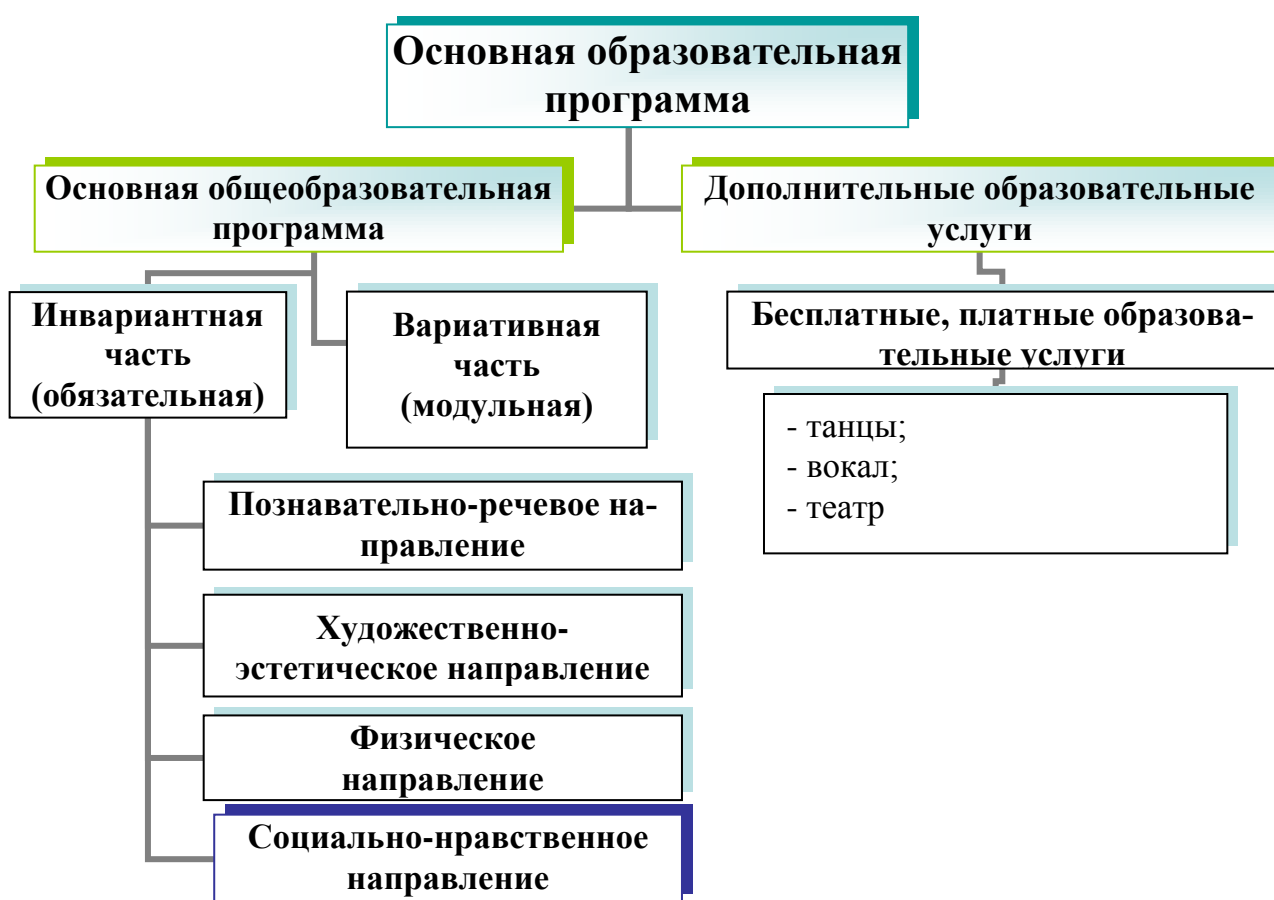 Основная образовательная
программа
Основная общеобразовательная
программа
Дополнительные образовательные
услуги
Инвариантная
часть
(обязательная)
Вариативная
часть
(модульная)
Бесплатные, платные образова-
тельные услуги
- танцы;
- вокал;
- театр
Познавательно-речевое на-
правление
Художественно-
эстетическое направление
Физическое
направление
Социально-нравственное
направление